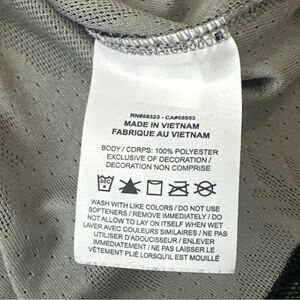 RN#56323 - CA#05553
MADE IN VIETNAM
FABRIQUE AU VIETNAM
BODY / CORPS: 100% POLYESTER
EXCLUSIVE OF DECORATION /
DECORATION NON COMPRISE
WASH WITH LIKE COLORS / DO NOT USE
SOFTENERS / REMOVE IMMEDIATELY / DO
NOT ALLOW TO LAY ON ITSELF WHEN WET
LAVER AVEC COULEURS SIMILAIRES / NE PAS
UTILISER D'ADOUCISSEUR / ENLEVER
IMMÉDIATEMENT / NE PAS LAISSER LE
VÊTEMENT PLIÉ LORSQU'IL EST MOUILLÉ